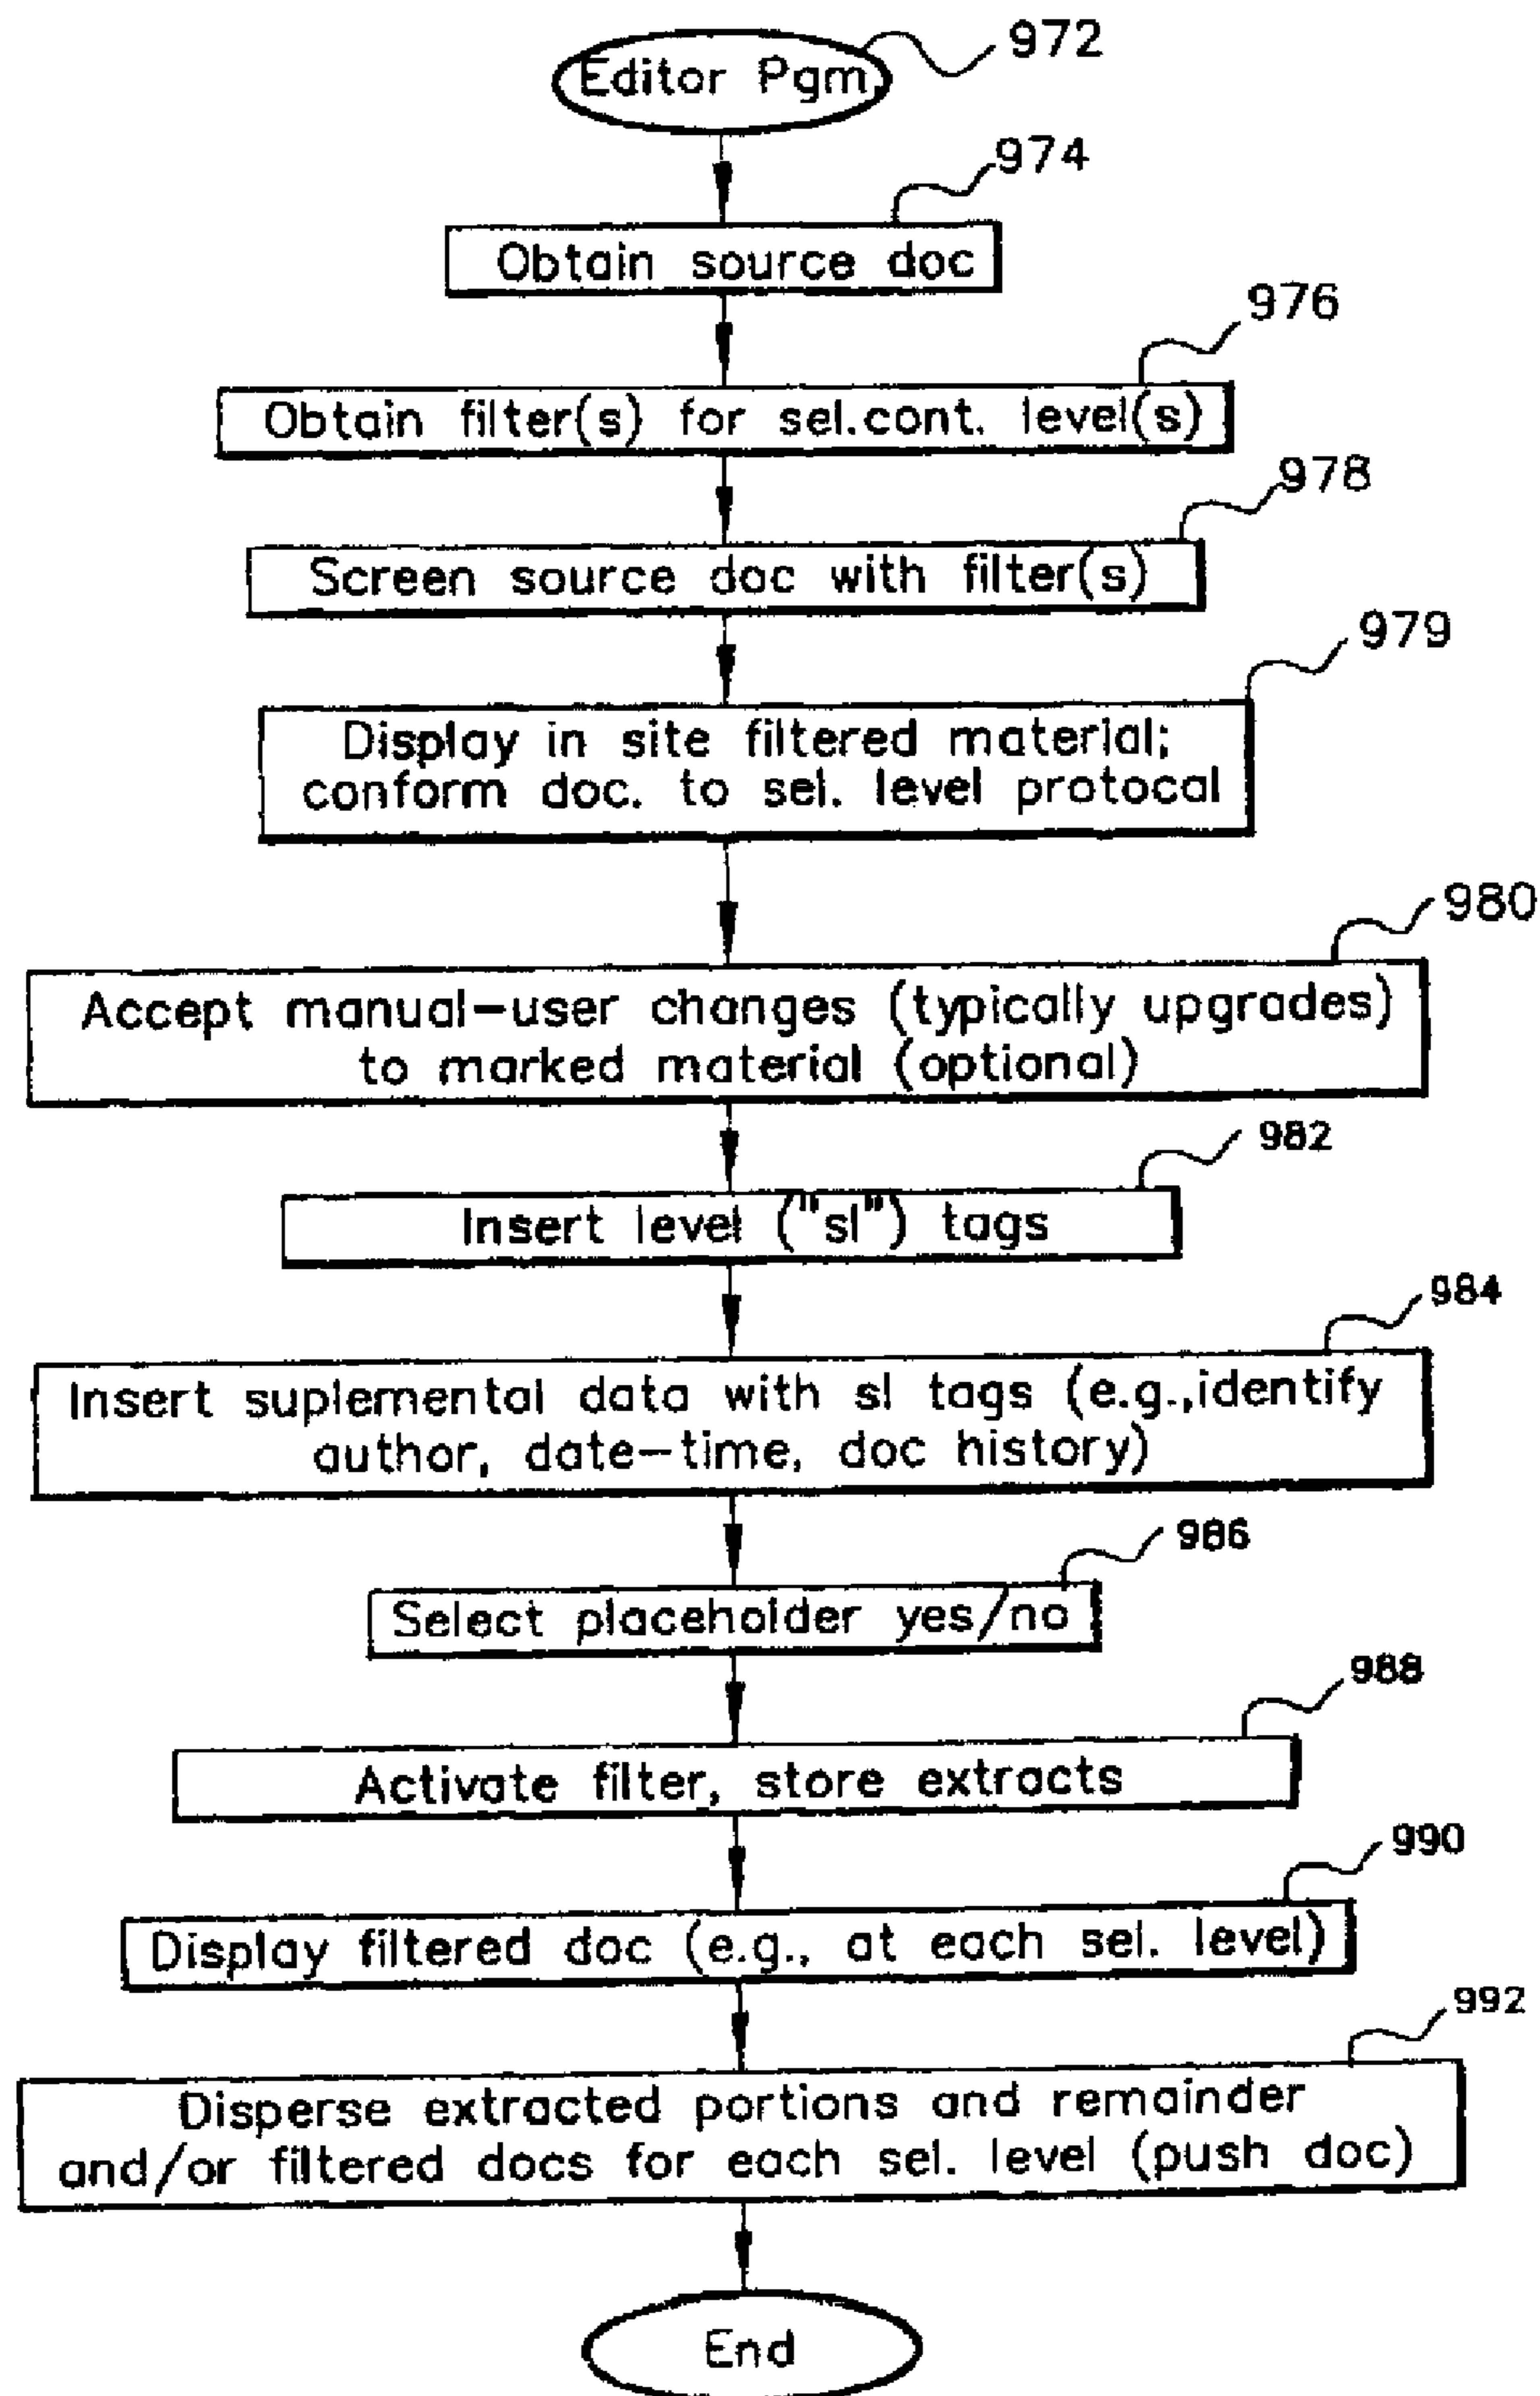 Editor Pgm
972
974
Obtain source doc
976
Obtain filter(s) for sel.cont. level(s)
978
Screen source doc with filter(s)
979
Display in site filtered material;
conform doc. to sel. level protocal
980
Accept manual-user changes (typically upgrades)
to marked material (optional)
982
Insert level ("sl") tags
984
Insert suplemental data with sl tags (e.g.,identify
author, date-time, doc history)
986
Select placeholder yes/no
988
Activate filter, store extracts
990
Display filtered doc (e.g., at each sel. level)
992
Disperse extracted portions and remainder
and/or filtered docs for each sel. level (push doc)
End